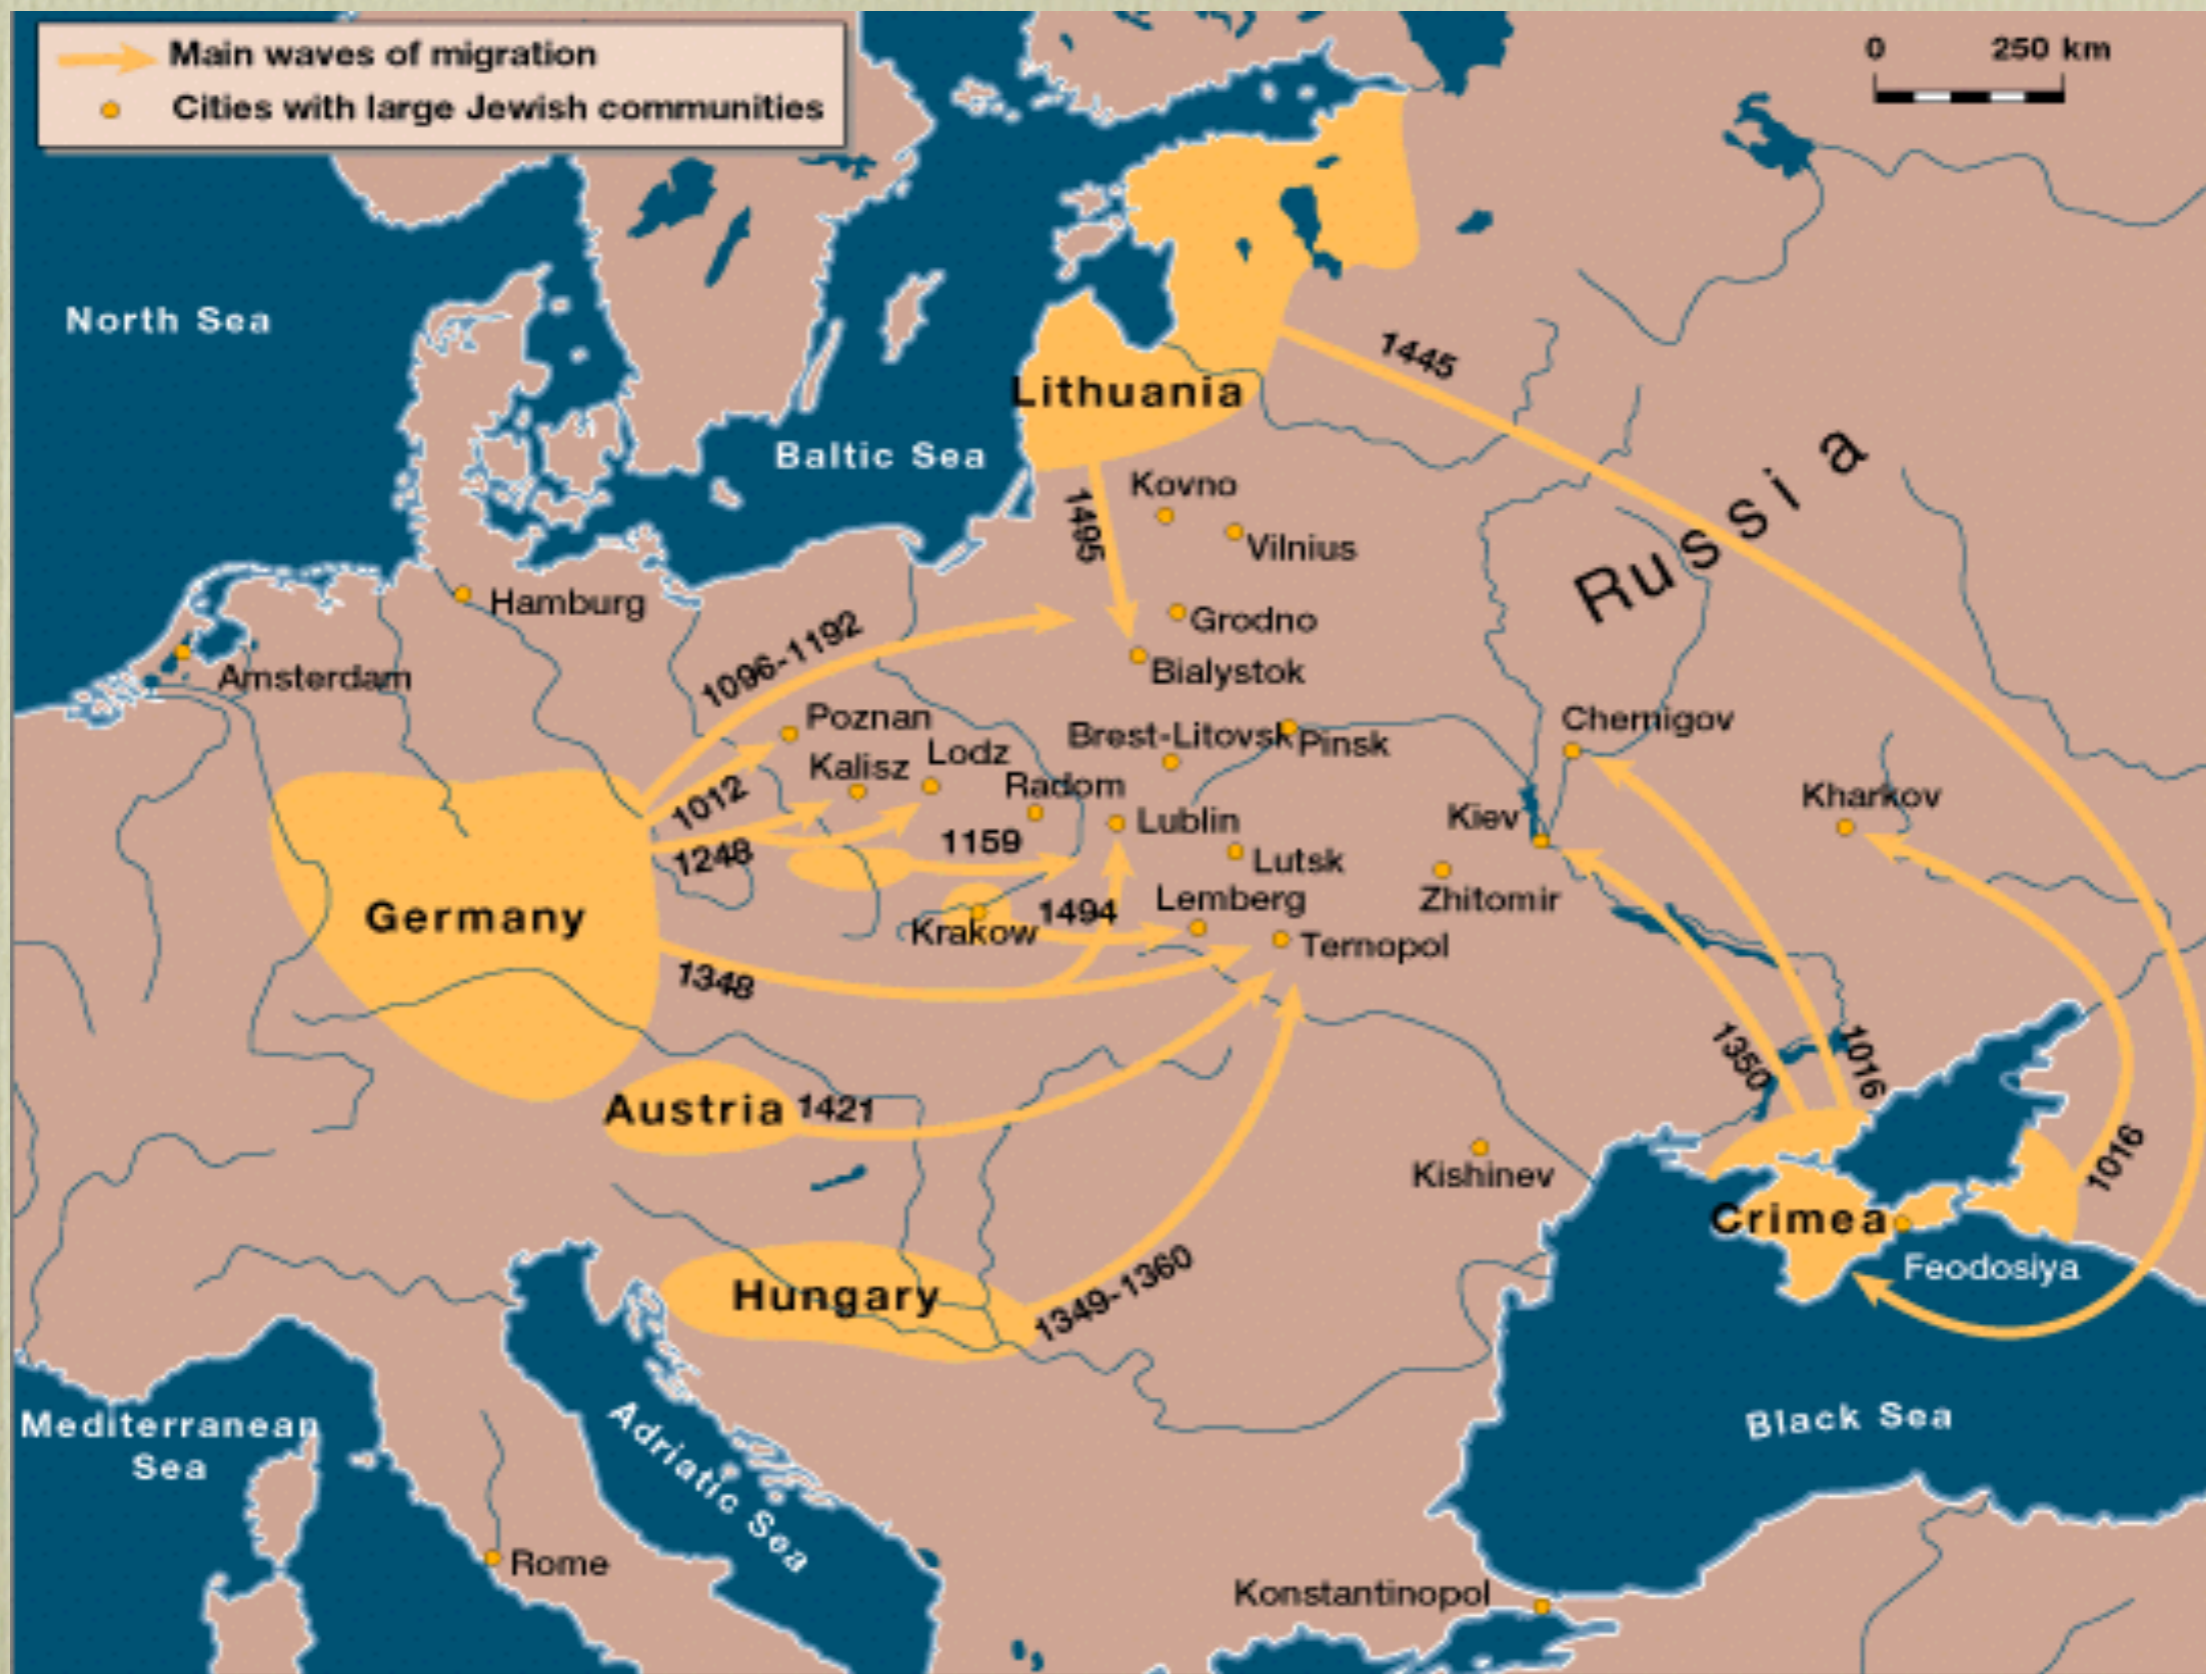 Main waves of migration
Cities with large Jewish communities
0 250 km
North Sea
1445
Lithuania
Baltic Sea
Russia
Kovno
1495
Vilnius
Hamburg
Grodno
1096-1192
Amsterdam
Bialystok
Poznan
Chernigov
Brest-Litovsk
Pinsk
Lodz
Kalisz
Radom
Kharkov
1012
Kiev
Lublin
1159
1248
Lutsk
Zhitomir
Lemberg
1494
Germany
Krakow
Ternopol
1348
1350
1016
Austria
1421
1016
Kishinev
Crimea
Feodosiya
Hungary
1349-1360
Mediterranean
Sea
Black Sea
Adriatic Sea
Rome
Konstantinopol